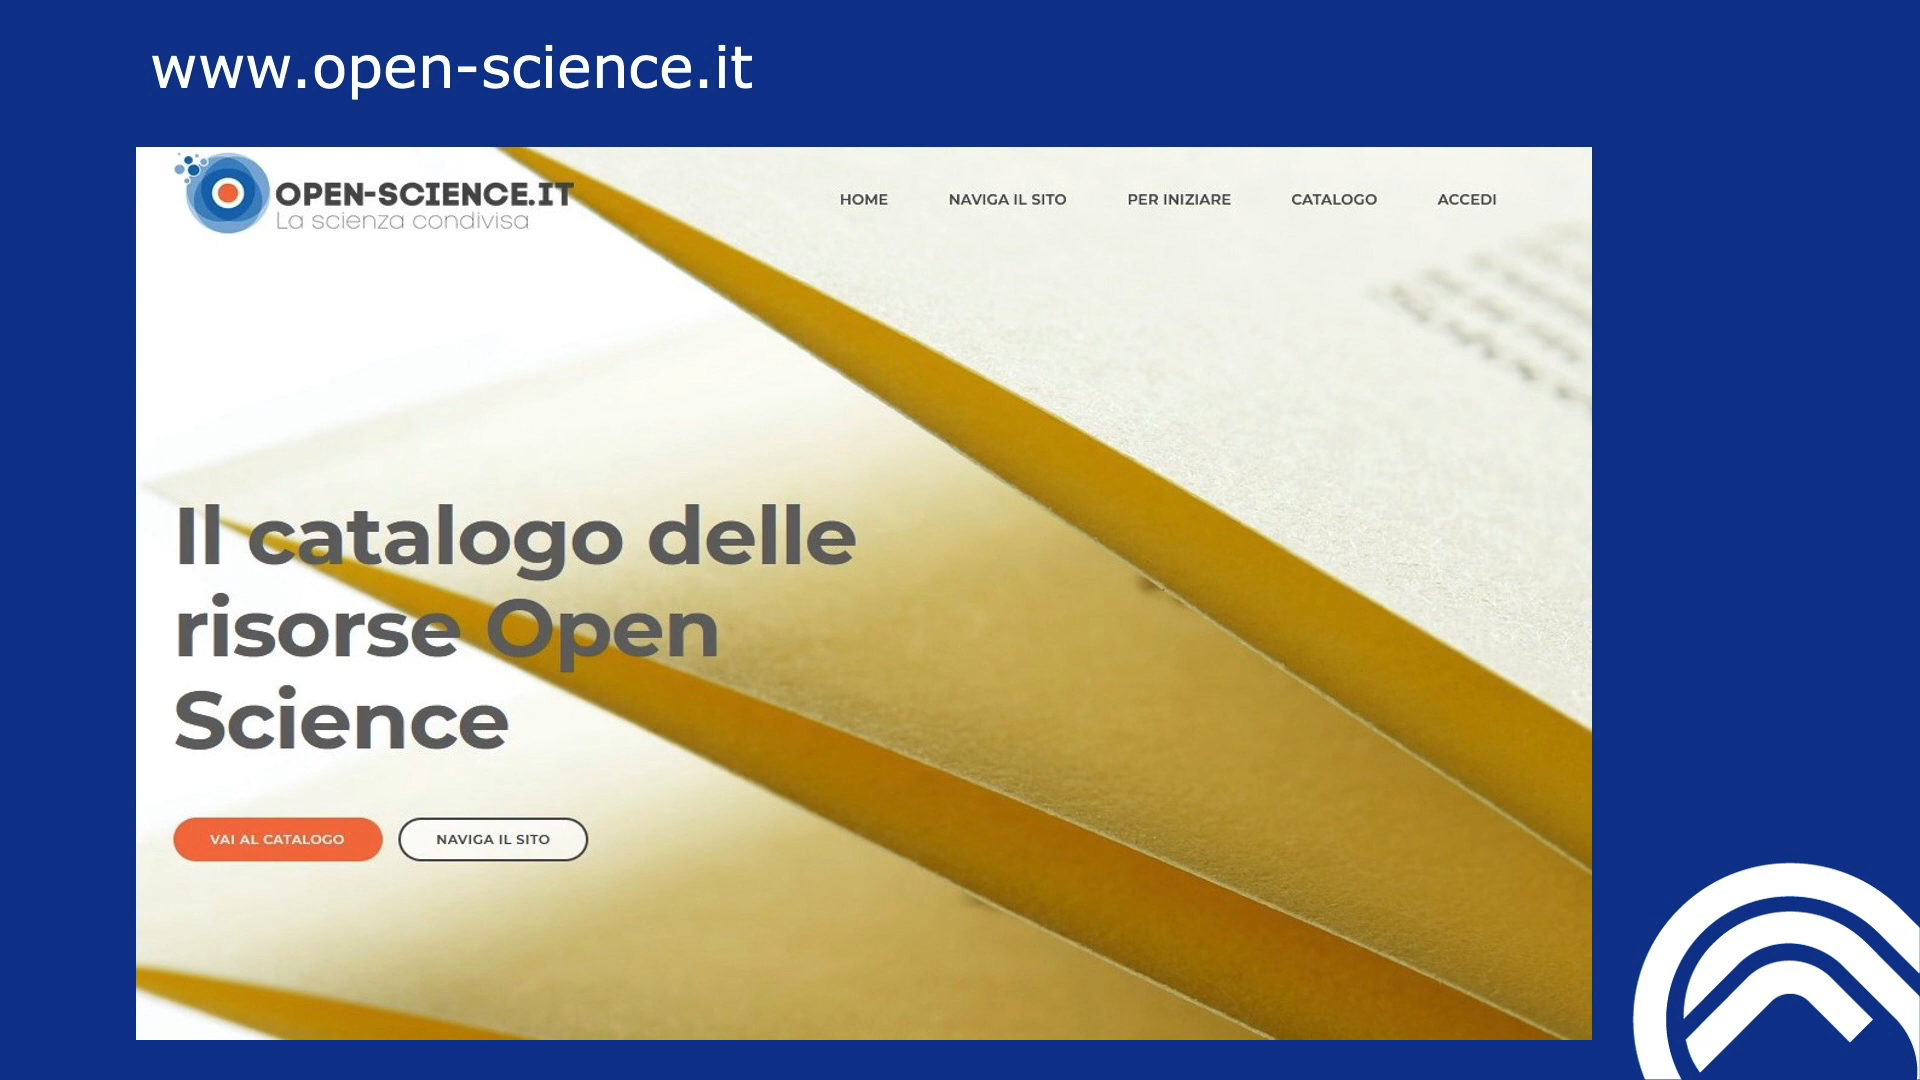 www.open-science.it
OPEN-SCIENCE.IT
La scienza condivisa
HOME NAVIGA IL SITO PER INIZIARE CATALOGO ACCEDI
Il catalogo delle
risorse Open
Science
VAI AL CATALOGO NAVIGA IL SITO